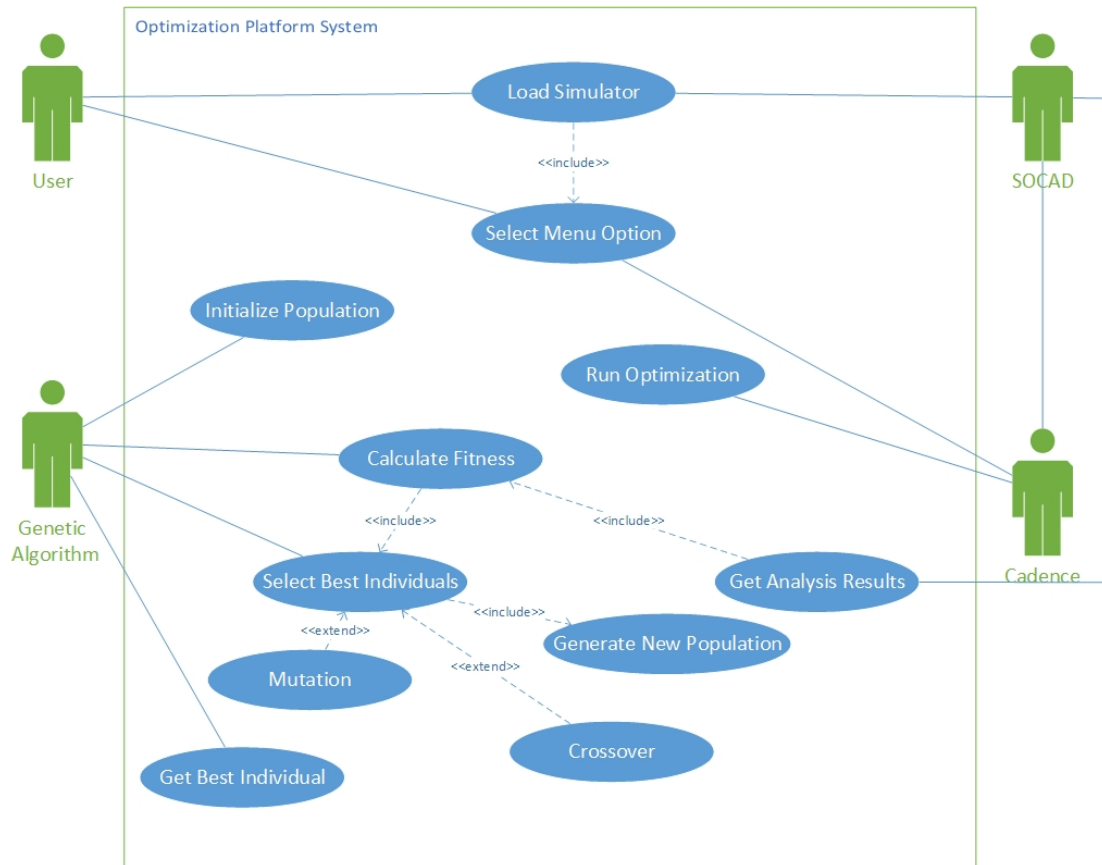 Optimization Platform System
Load Simulator
<<include>>
User
SOCAD
Select Menu Option
Initialize Population
Run Optimization
Calculate Fitness
<<include>>
<<include>>
Genetic
Algorithm
Select Best Individuals
Get Analysis Results
Cadence
<<include>>
<<extend>>
Generate New Population
<<extend>>
Mutation
Crossover
Get Best Individual